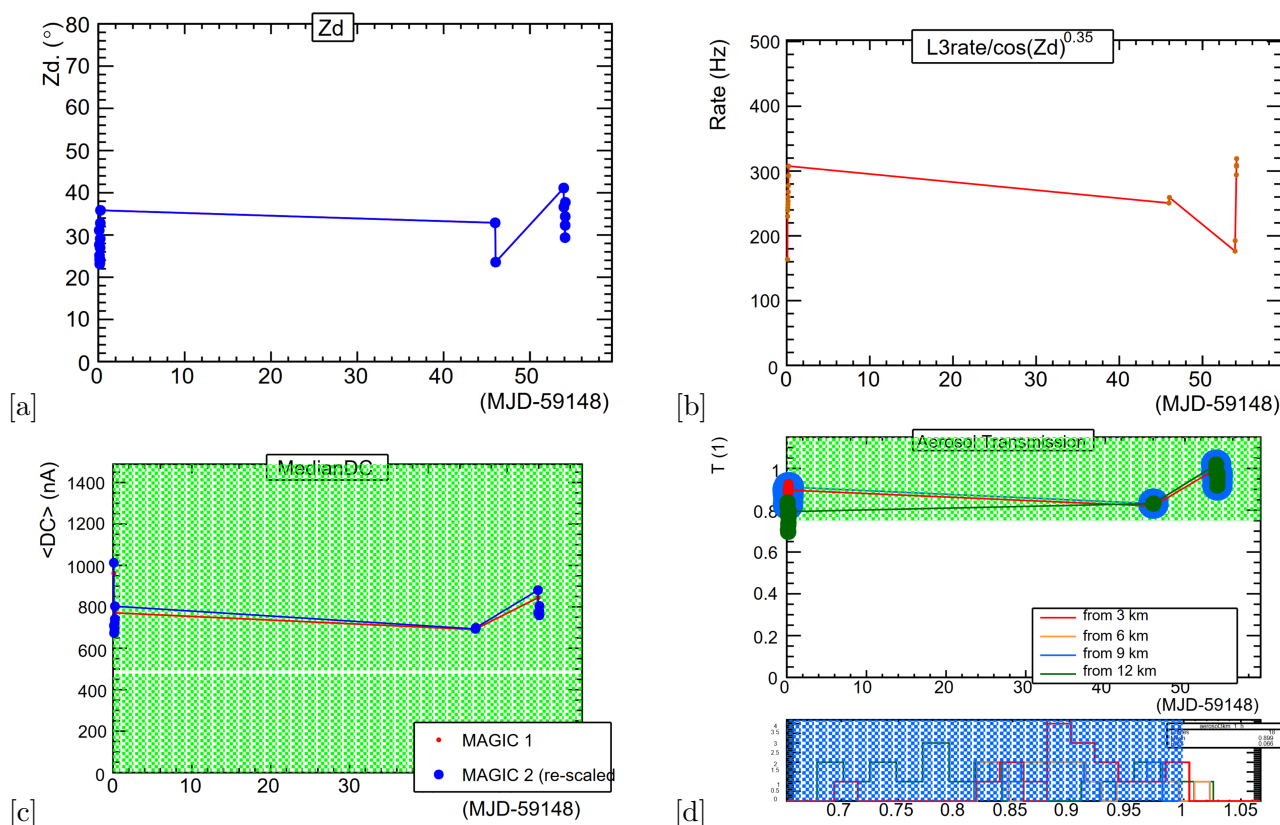 Zd
Zd. (°)
80
70
60
50
40
30
20
10
0
0 10 20 30 40 50
(MJD-59148)
[a]
L3rate/cos(Zd)^0.35
Rate (Hz)
500
400
300
200
100
0
0 10 20 30 40 50
(MJD-59148)
[b]
MedianDC
<DC> (nA)
1400
1200
1000
800
600
400
200
0
0 10 20 30
MAGIC 1
MAGIC 2 (re-scaled
(MJD-59148)
[c]
Aerosol Transmission
T (1)
1
0.8
0.6
0.4
0.2
0
from 3 km
from 6 km
from 9 km
from 12 km
0 10 20 30 40 50
(MJD-59148)
4
3.5
3
2.5
2
1.5
1
0.5
0
18
0.899
0.066
0.7 0.75 0.8 0.85 0.9 0.95 1 1.05
[d]